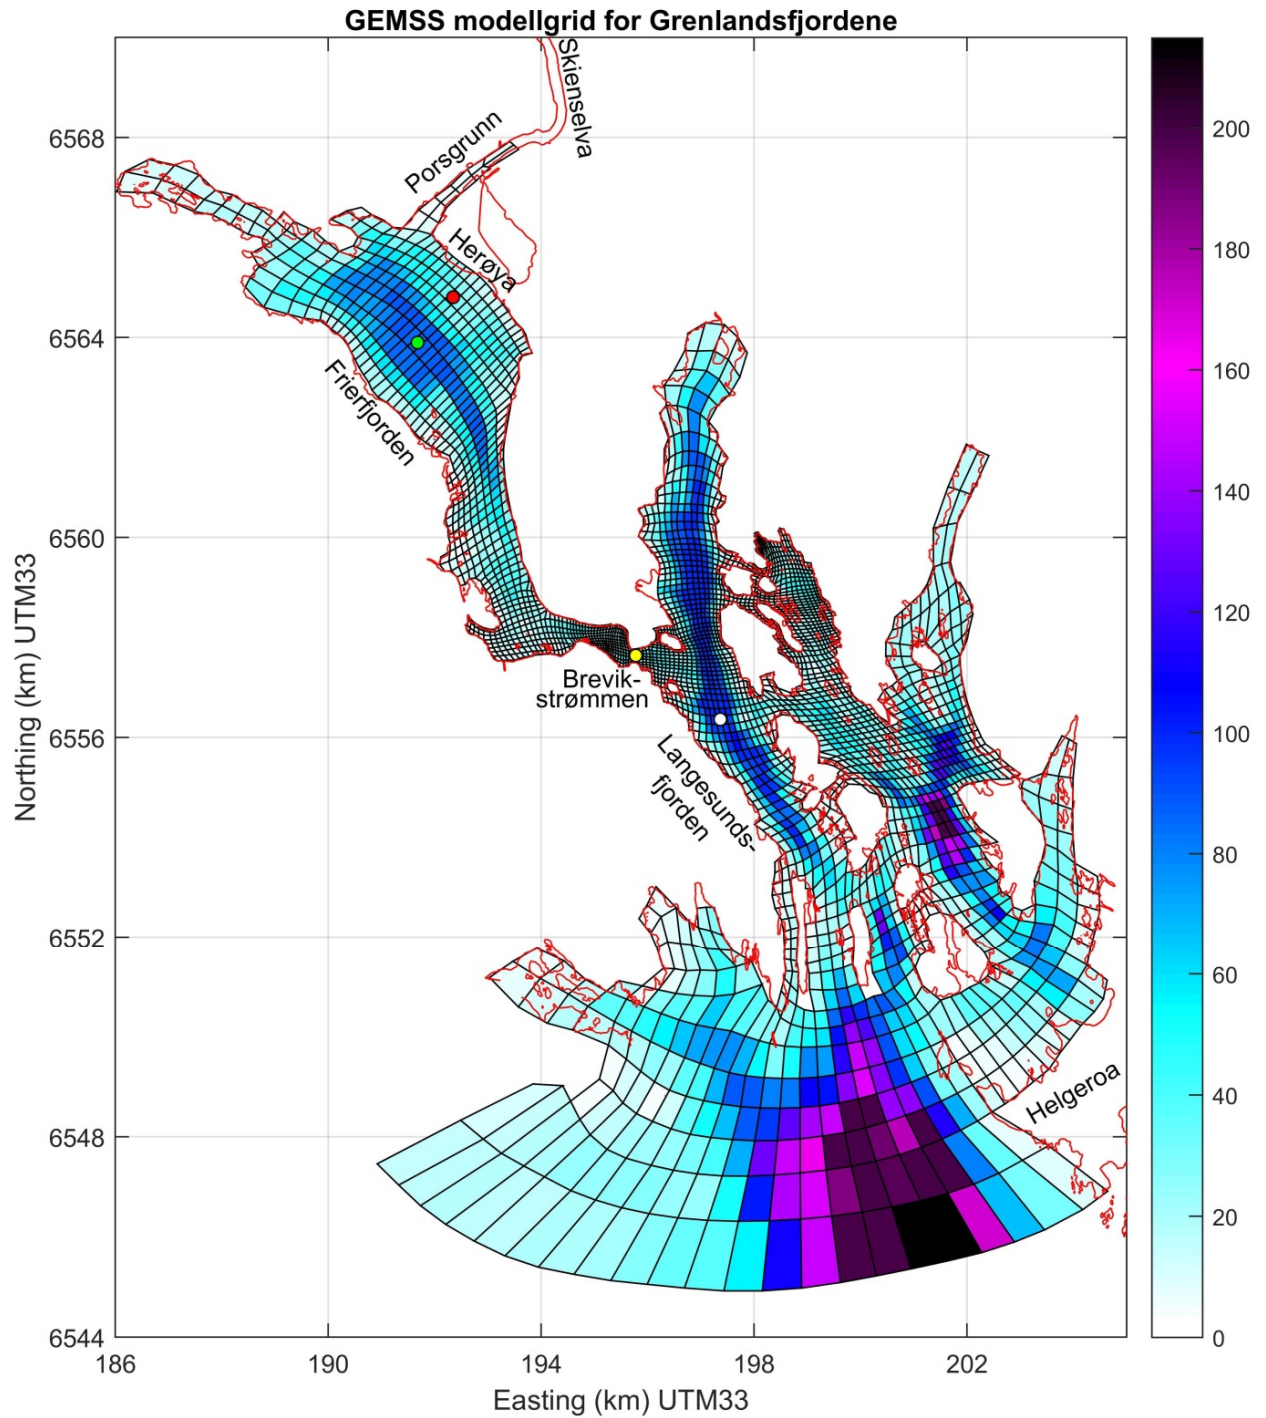 GEMSS modellgrid for Grenlandsfjordene
Skienselva
Porsgrunn
Herøya
Frierfjorden
Brevik-
strømmen
Langesunds-
fjorden
Helgeroa
Northing (km) UTM33
6568
6564
6560
6556
6552
6548
6544
186
190
194
198
202
Easting (km) UTM33
200
180
160
140
120
100
80
60
40
20
0